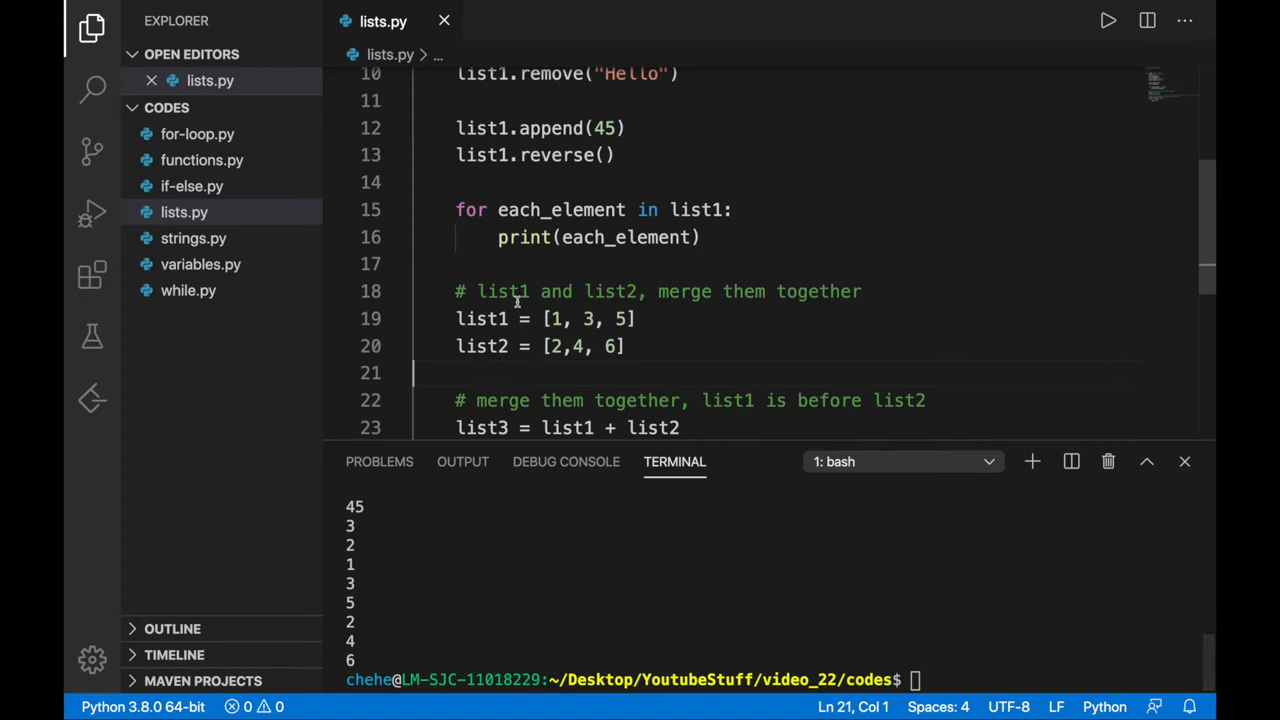 EXPLORER
OPEN EDITORS
lists.py
CODES
for-loop.py
functions.py
if-else.py
lists.py
strings.py
variables.py
while.py
OUTLINE
TIMELINE
MAVEN PROJECTS
lists.py
lists.py > ...
10 list1.remove("Hello")
11
12 list1.append(45)
13 list1.reverse()
14
15 for each_element in list1:
16 print(each_element)
17
18 # list1 and list2, merge them together
19 list1 = [1, 3, 5]
20 list2 = [2,4, 6]
21
22 # merge them together, list1 is before list2
23 list3 = list1 + list2
PROBLEMS OUTPUT DEBUG CONSOLE TERMINAL 1: bash
45
3
2
1
3
5
2
4
6
chehe@LM-SJC-11018229:~/Desktop/YoutubeStuff/video_22/codes$
Python 3.8.0 64-bit 0 0 Ln 21, Col 1 Spaces: 4 UTF-8 LF Python